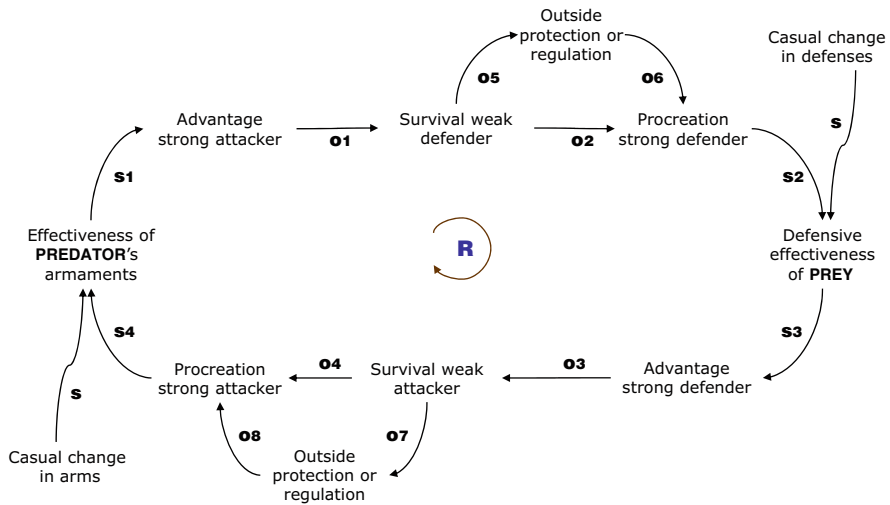 Outside
protection or
regulation
Casual change
in defenses
O5
O6
Advantage
strong attacker
O1
Survival weak
defender
O2
Procreation
strong defender
S
S1
S2
Effectiveness of
PREDATOR's
armaments
R
Defensive
effectiveness
of PREY
S4
S3
Procreation
strong attacker
O4
Survival weak
attacker
O3
Advantage
strong defender
S
O8
O7
Casual change
in arms
Outside
protection or
regulation